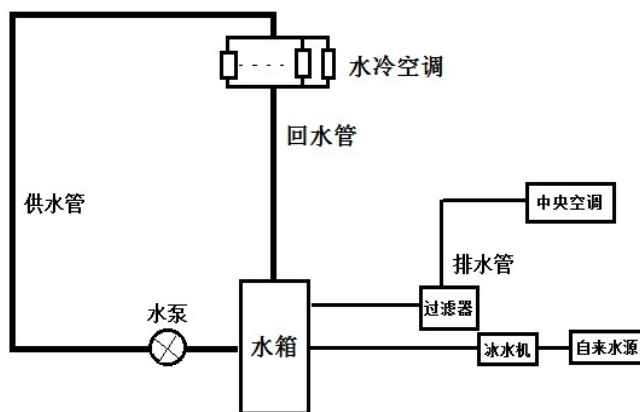 水冷空调
回水管
供水管
中央空调
排水管
过滤器
水泵
水箱
冰水机
自来水源